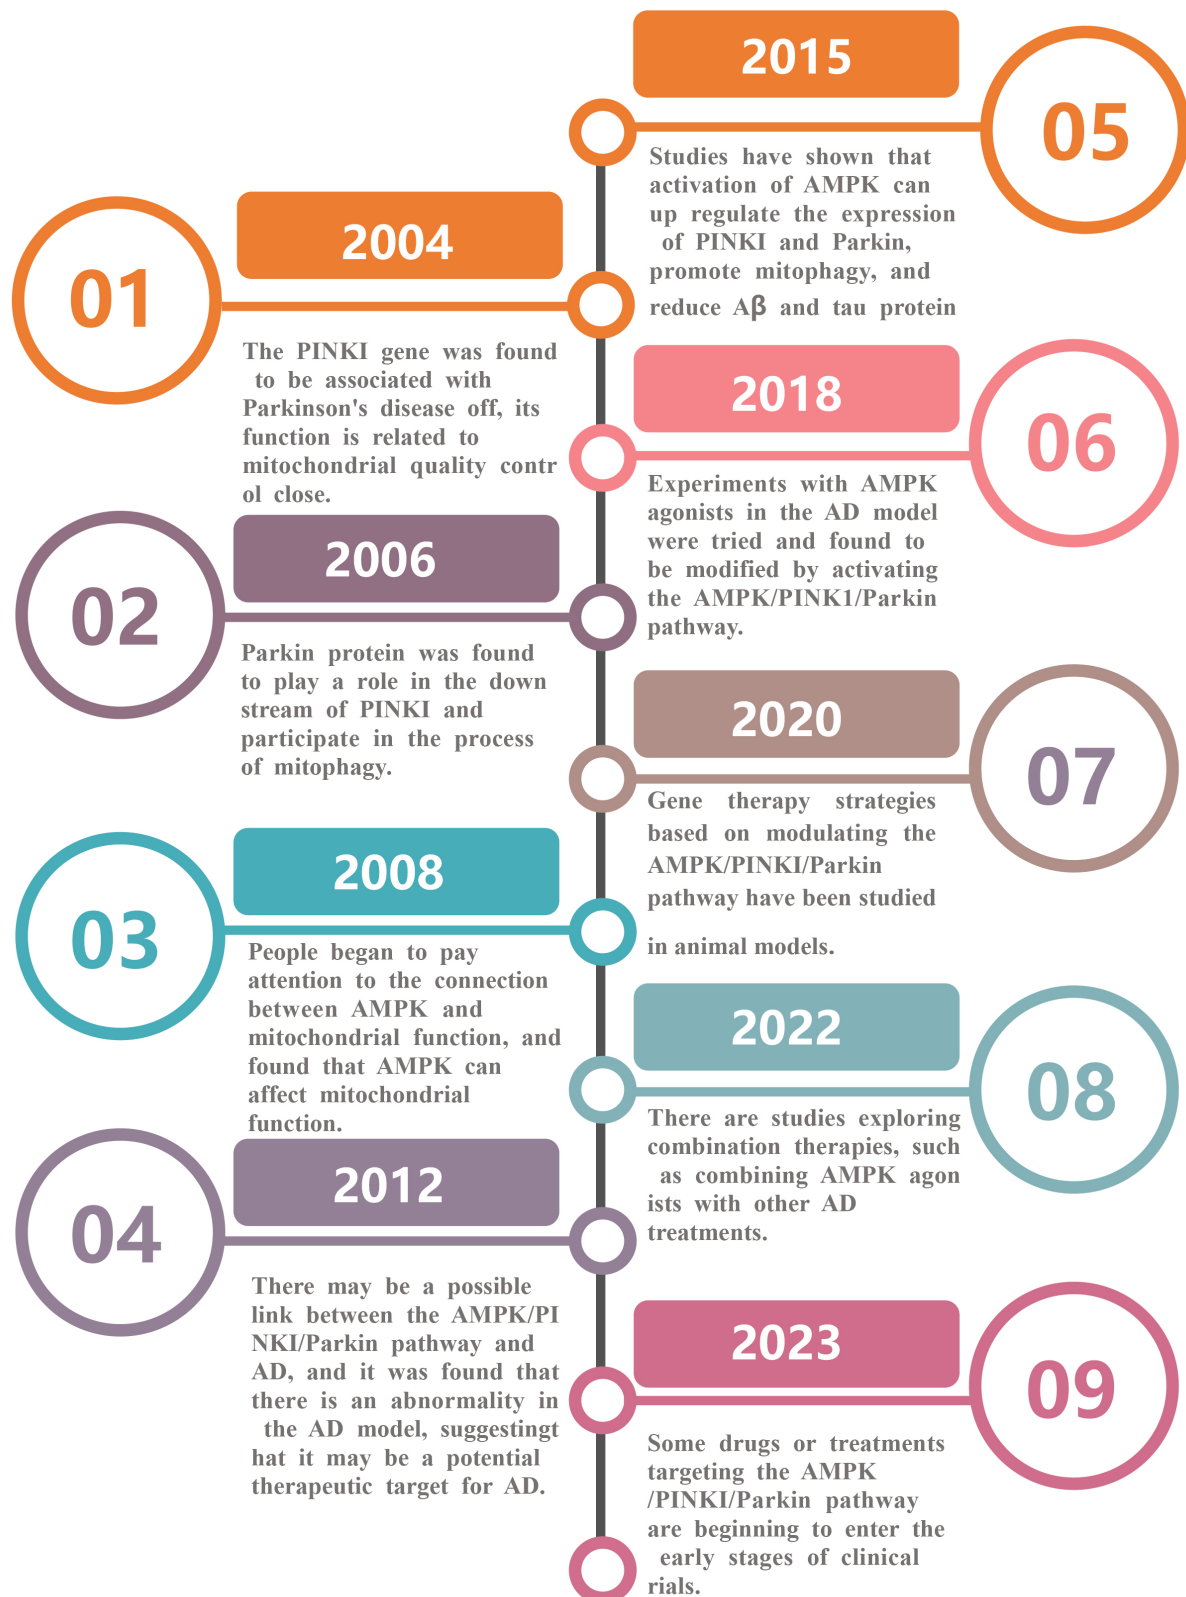 01
2004
The PINKI gene was found
to be associated with
Parkinson's disease off, its
function is related to
mitochondrial quality contr
ol close.
02
2006
Parkin protein was found
to play a role in the down
stream of PINKI and
participate in the process
of mitophagy.
03
2008
People began to pay
attention to the connection
between AMPK and
mitochondrial function, and
found that AMPK can
affect mitochondrial
function.
04
2012
There may be a possible
link between the AMPK/PI
NKI/Parkin pathway and
AD, and it was found that
there is an abnormality in
the AD model, suggestingt
hat it may be a potential
therapeutic target for AD.
2015
05
Studies have shown that
activation of AMPK can
up regulate the expression
of PINKI and Parkin,
promote mitophagy, and
reduce Aβ and tau protein
2018
06
Experiments with AMPK
agonists in the AD model
were tried and found to
be modified by activating
the AMPK/PINK1/Parkin
pathway.
2020
07
Gene therapy strategies
based on modulating the
AMPK/PINKI/Parkin
pathway have been studied
in animal models.
2022
08
There are studies exploring
combination therapies, such
as combining AMPK agon
ists with other AD
treatments.
2023
09
Some drugs or treatments
targeting the AMPK
/PINKI/Parkin pathway
are beginning to enter the
early stages of clinical
rials.